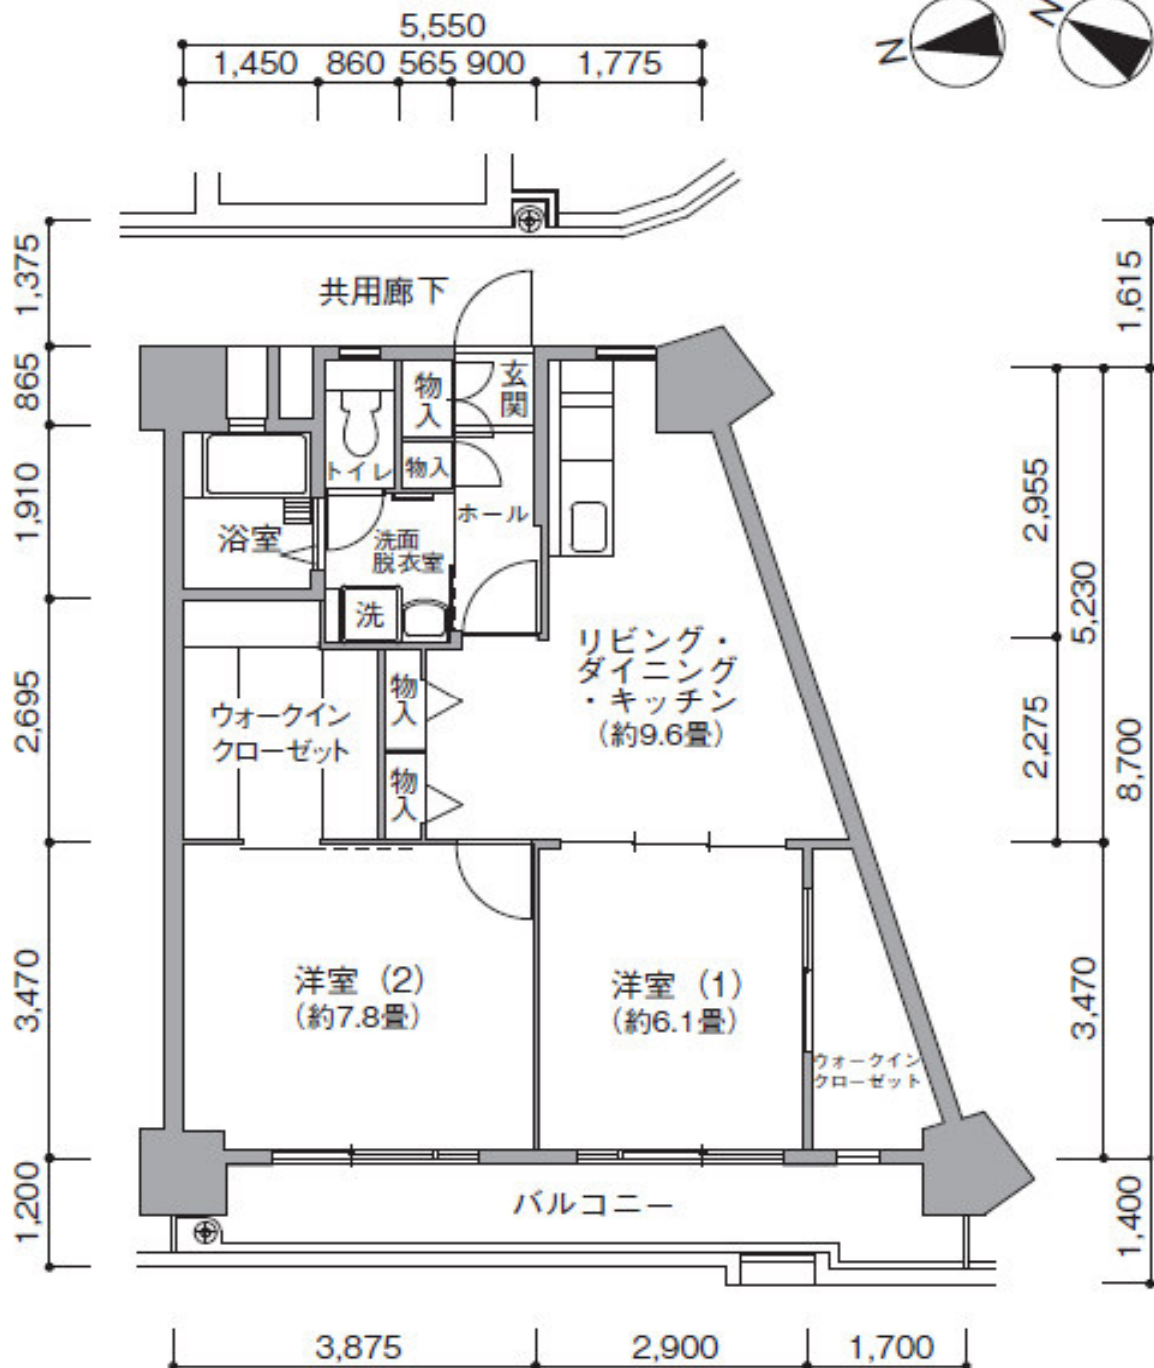 5,550
1,450 860 565 900 1,775
N
N
1,375
865
1,910
2,695
3,470
1,200
1,615
2,955
5,230
2,275
8,700
3,470
1,400
共用廊下
玄関
物入
物入
トイレ
ホール
浴室
洗面
脱衣室
洗
リビング・
ダイニング
・キッチン
（約9.6畳）
ウォークイン
クローゼット
物入
物入
洋室（2）
（約7.8畳）
洋室（1）
（約6.1畳）
ウォークイン
クローゼット
バルコニー
3,875 2,900 1,700